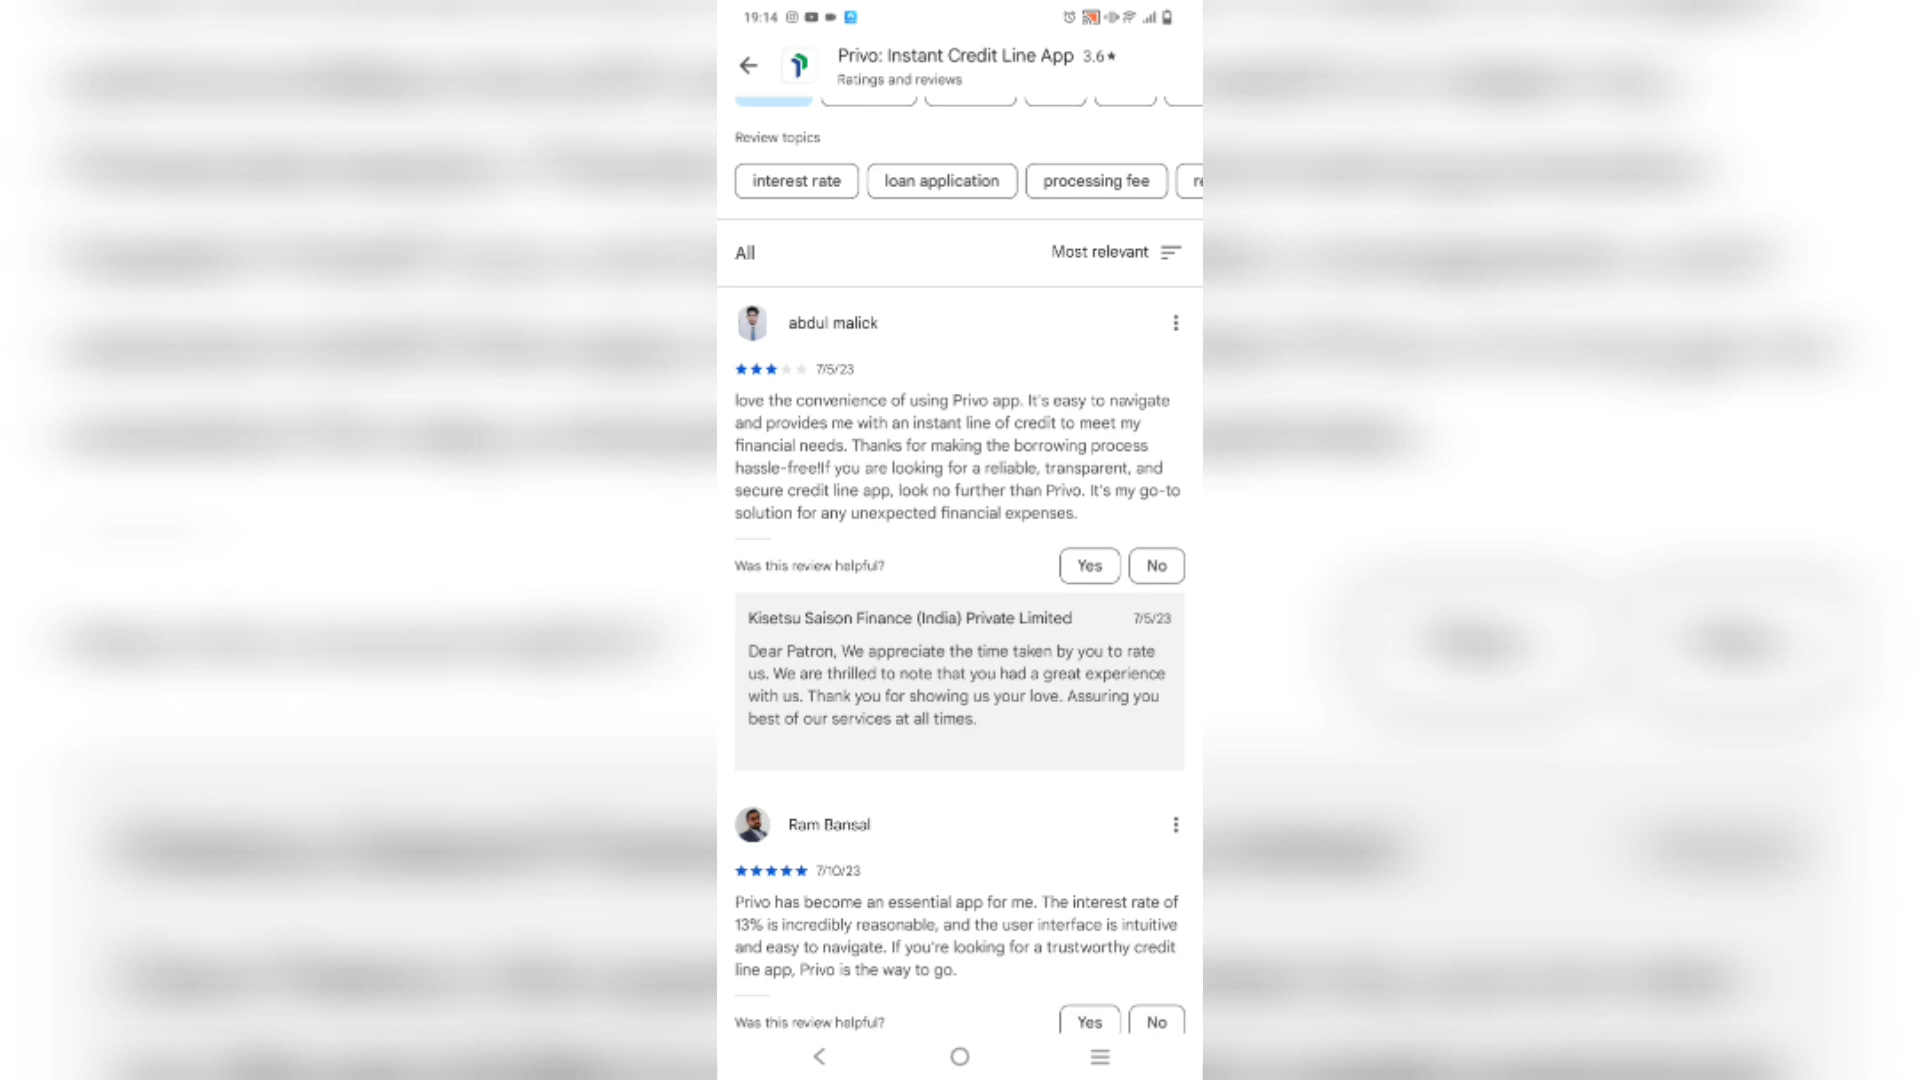 19:14
Privo: Instant Credit Line App 3.6★
Ratings and reviews
Review topics
interest rate
loan application
processing fee
All
Most relevant
abdul malick
7/5/23
love the convenience of using Privo app. It's easy to navigate
and provides me with an instant line of credit to meet my
financial needs. Thanks for making the borrowing process
hassle-free!If you are looking for a reliable, transparent, and
secure credit line app, look no further than Privo. It's my go-to
solution for any unexpected financial expenses.
Was this review helpful?
Yes
No
Kisetsu Saison Finance (India) Private Limited 7/5/23
Dear Patron, We appreciate the time taken by you to rate
us. We are thrilled to note that you had a great experience
with us. Thank you for showing us your love. Assuring you
best of our services at all times.
Ram Bansal
7/10/23
Privo has become an essential app for me. The interest rate of
13% is incredibly reasonable, and the user interface is intuitive
and easy to navigate. If you're looking for a trustworthy credit
line app, Privo is the way to go.
Was this review helpful?
Yes
No